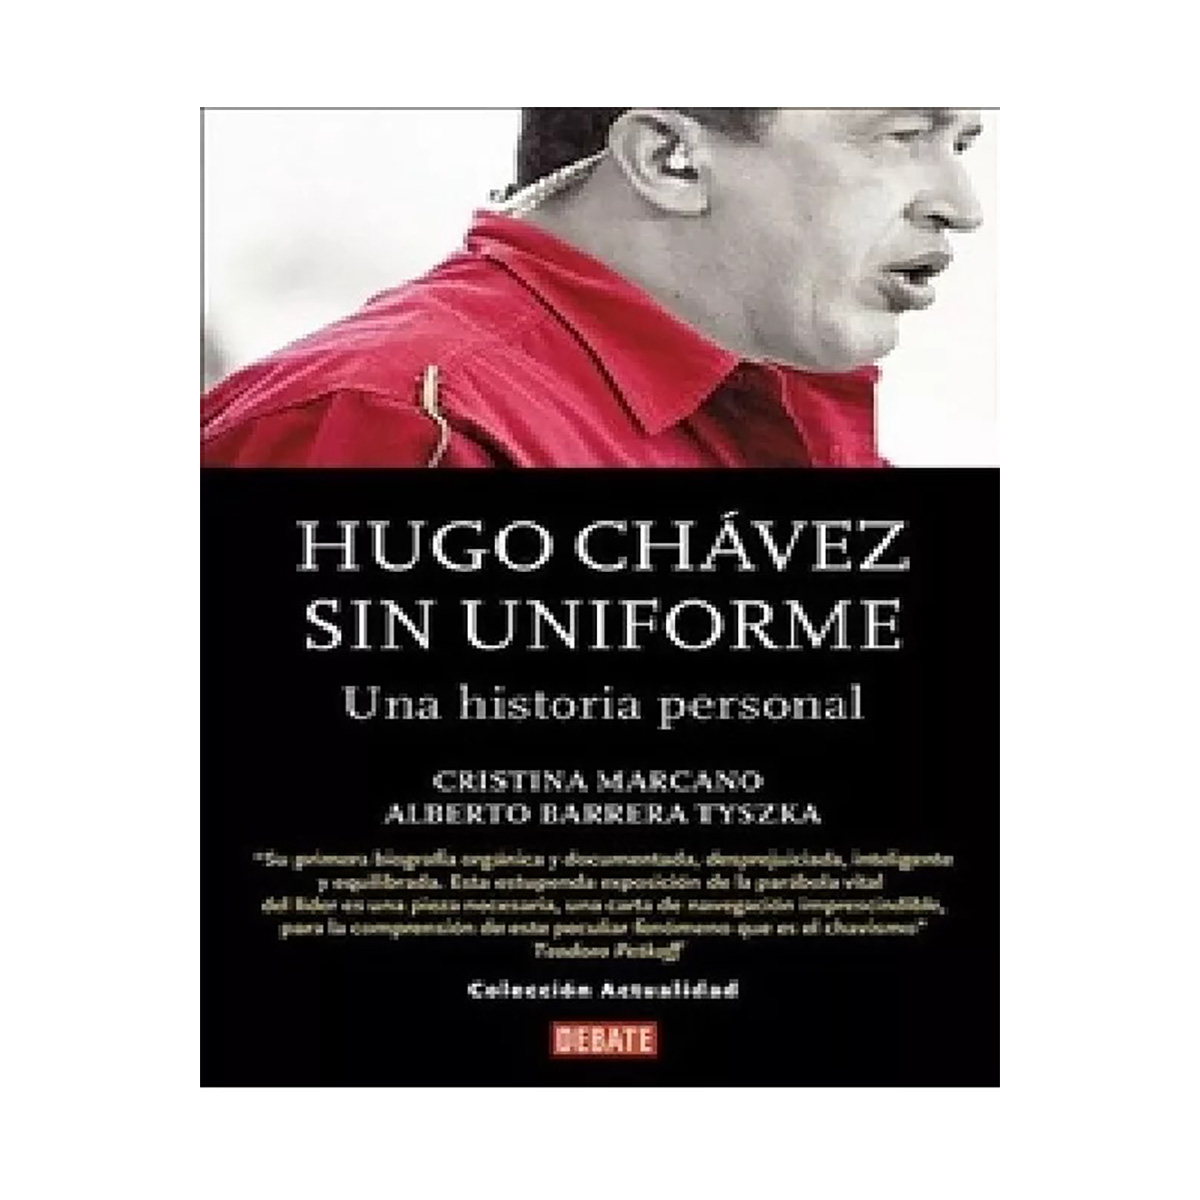 HUGO CHÁVEZ
SIN UNIFORME
Una historia personal
CRISTINA MARCANO
ALBERTO BARRERA TYSZKA
"Su primera biografía orgánica y documentada, desprejuiciada, inteligente
y equilibrada. Esta estupenda exposición de la parábola vital
del líder es una pieza necesaria, una carta de navegación imprescindible,
para la comprensión de este peculiar fenómeno que es el chavismo"
Teodoro Petkoff
Colección Actualidad
DEBATE